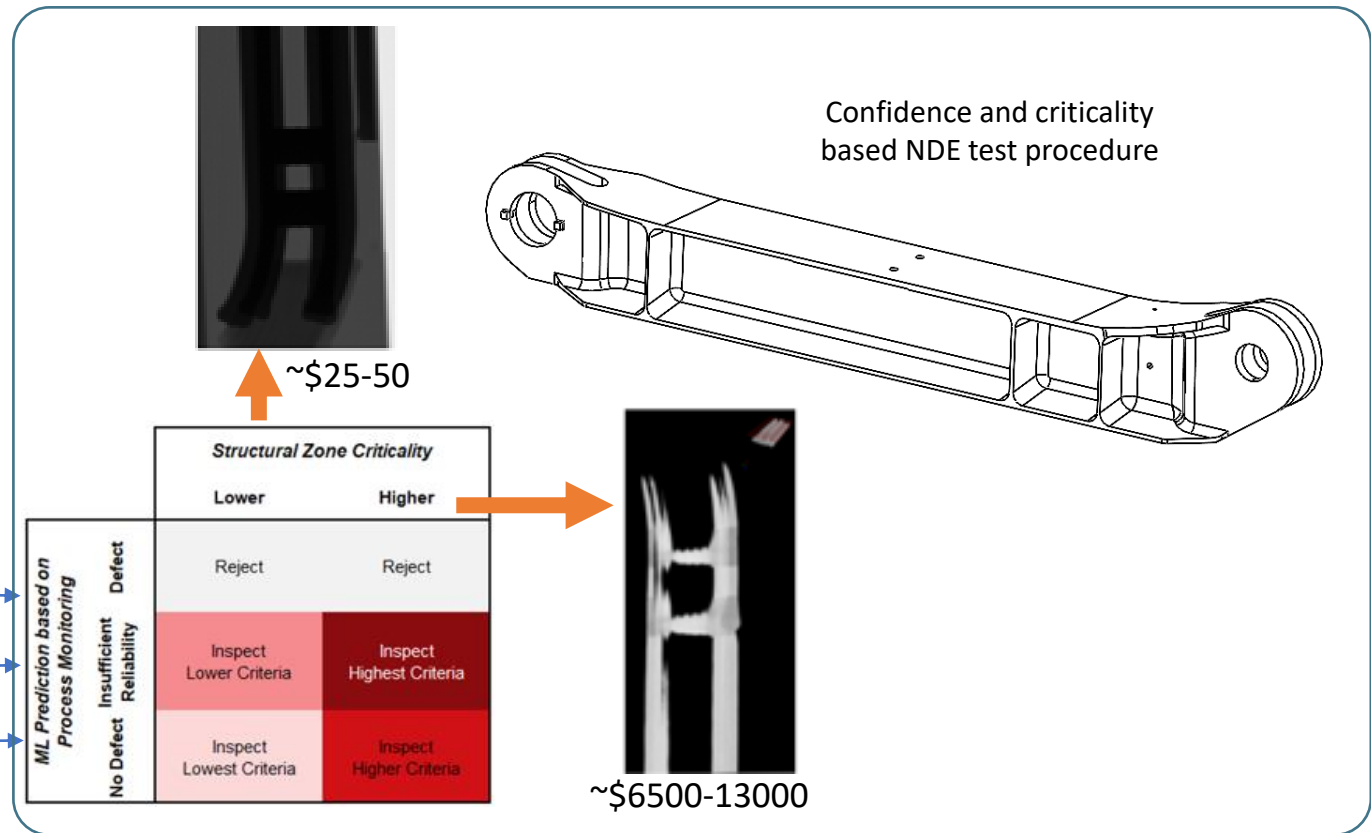 Confidence and criticality
based NDE test procedure
~$25-50
Structural Zone Criticality
Lower Higher
ML Prediction based on
Process Monitoring
Defect
Reject Reject
Insufficient
Reliability
Inspect
Lower Criteria
Inspect
Highest Criteria
No Defect
Inspect
Lowest Criteria
Inspect
Higher Criteria
~$6500-13000